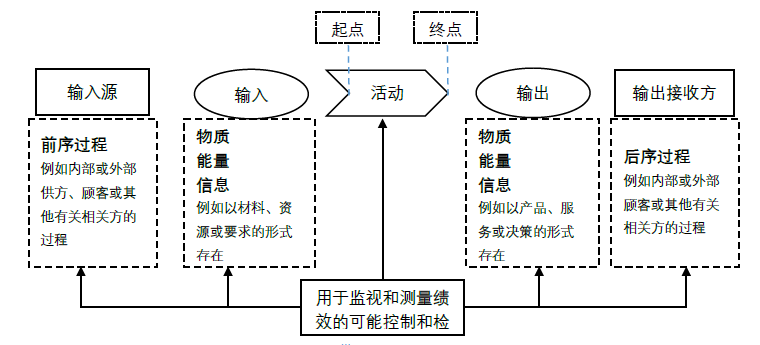 起点
终点
输入源
输入
活动
输出
输出接收方
前序过程
例如内部或外部
供方、顾客或其
他有关相关方的
过程
物质
能量
信息
例如以材料、资
源或要求的形式
存在
物质
能量
信息
例如以产品、服
务或决策的形式
存在
后序过程
例如内部或外部
顾客或其他有关
相关方的过程
用于监视和测量绩
效的可能控制和检